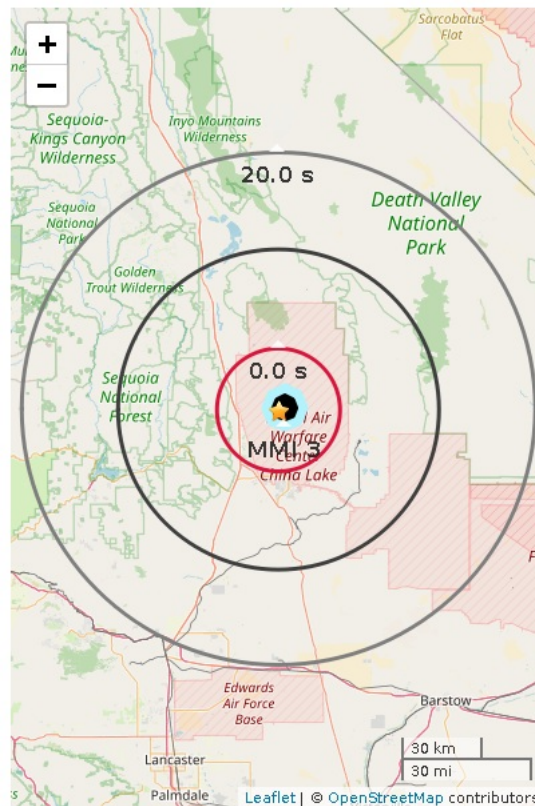 Sarcobatus
Flat
+
−
Sequoia-
Kings Canyon
Wilderness
Inyo Mountains
Wilderness
20.0 s
Death Valley
National
Park
Sequoia
National
Park
Golden
Trout Wilderness
0.0 s
Sequoia
National
Forest
Air
Warfare
Center
China Lake
MMI 3
Edwards
Air Force
Base
Barstow
30 km
30 mi
Lancaster
Palmdale
Leaflet | © OpenStreetMap contributors